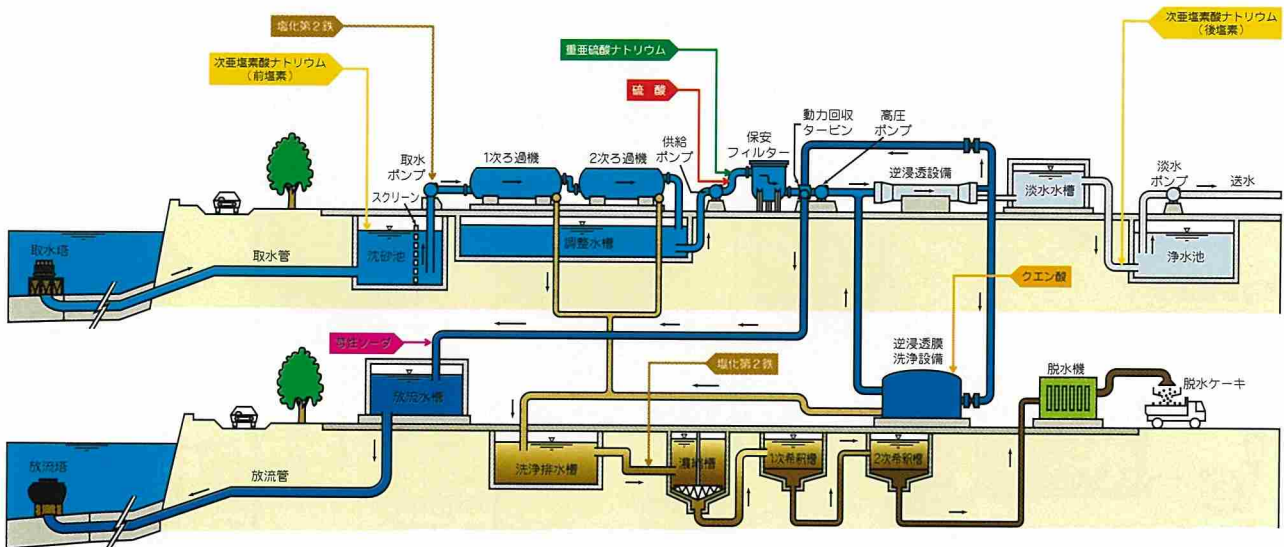 塩化第２鉄
次亜塩素酸ナトリウム
（前塩素）
重亜硫酸ナトリウム
硫 酸
次亜塩素酸ナトリウム
（後塩素）
取水
ポンプ
スクリーン
1次ろ過機
2次ろ過機
供給
ポンプ
保安
フィルター
動力回収
タービン
高圧
ポンプ
逆浸透設備
淡水水槽
淡水
ポンプ
送水
取水塔
取水管
沈砂池
調整水槽
浄水池
クエン酸
苛性ソーダ
塩化第２鉄
逆浸透膜
洗浄設備
脱水機
脱水ケーキ
放流水槽
放流塔
放流管
洗浄排水槽
濃縮槽
1次希釈槽
2次希釈槽